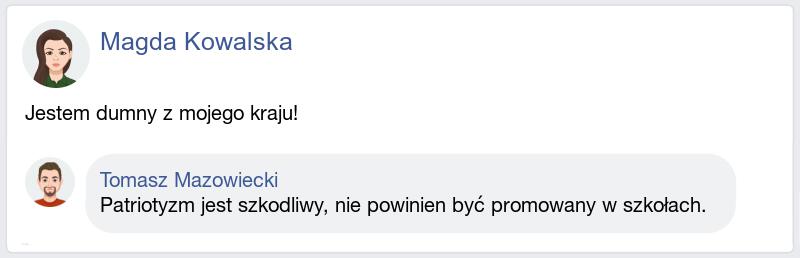 Magda Kowalska
Jestem dumny z mojego kraju!
Tomasz Mazowiecki
Patriotyzm jest szkodliwy, nie powinien być promowany w szkołach.